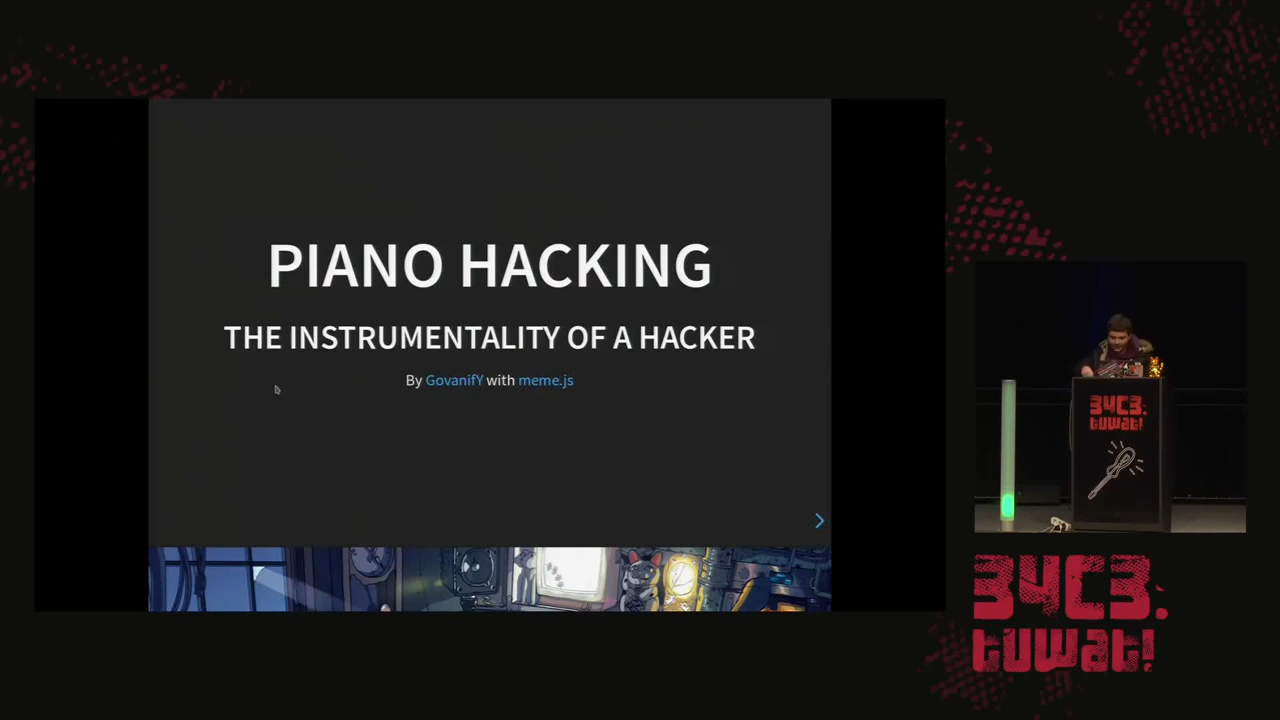 PIANO HACKING
THE INSTRUMENTALITY OF A HACKER
By GovanifY with meme.js
34C3.
tuwat!
34C3.
tuwat!